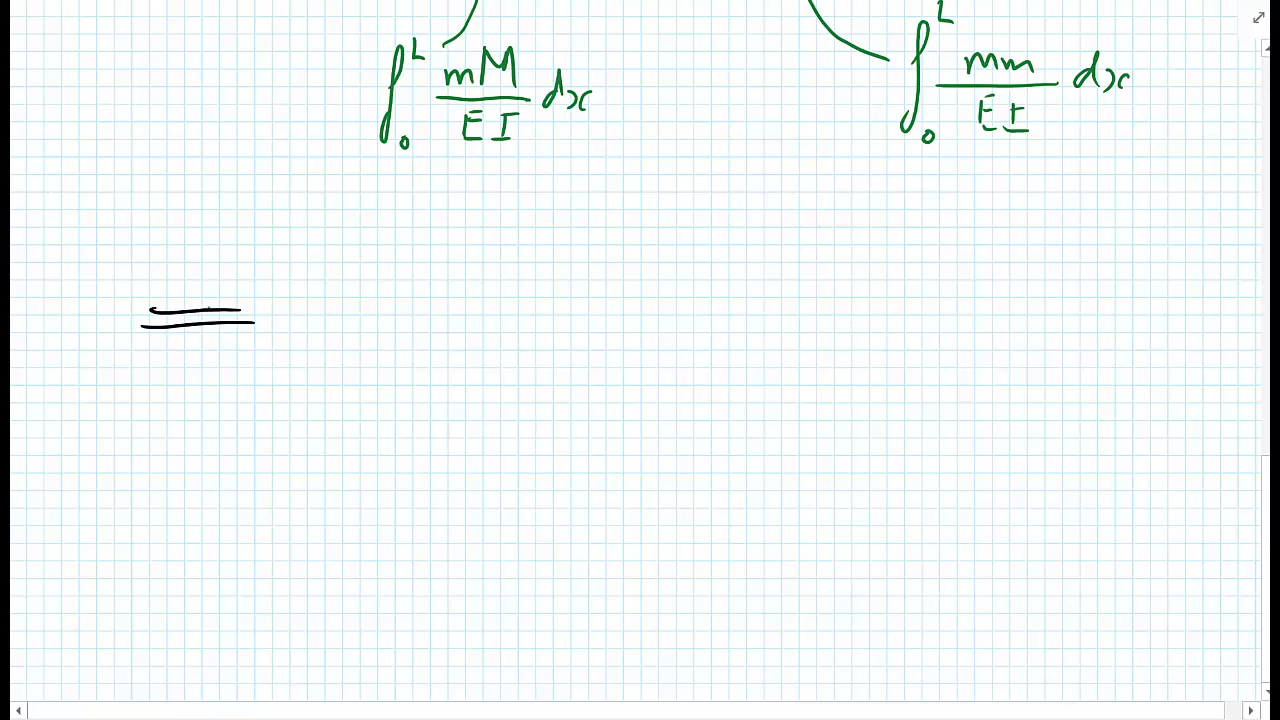 ∫₀ᴸ mM/EI dx
∫₀ᴸ mm/EI dx